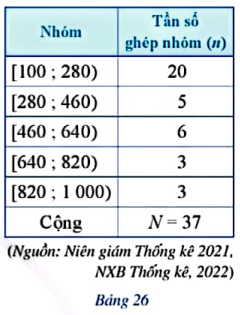 Nhóm Tần số
ghép nhóm (n)
[100 ; 280) 20
[280 ; 460) 5
[460 ; 640) 6
[640 ; 820) 3
[820 ; 1 000) 3
Cộng N = 37
(Nguồn: Niên giám Thống kê 2021,
NXB Thống kê, 2022)
Bảng 26